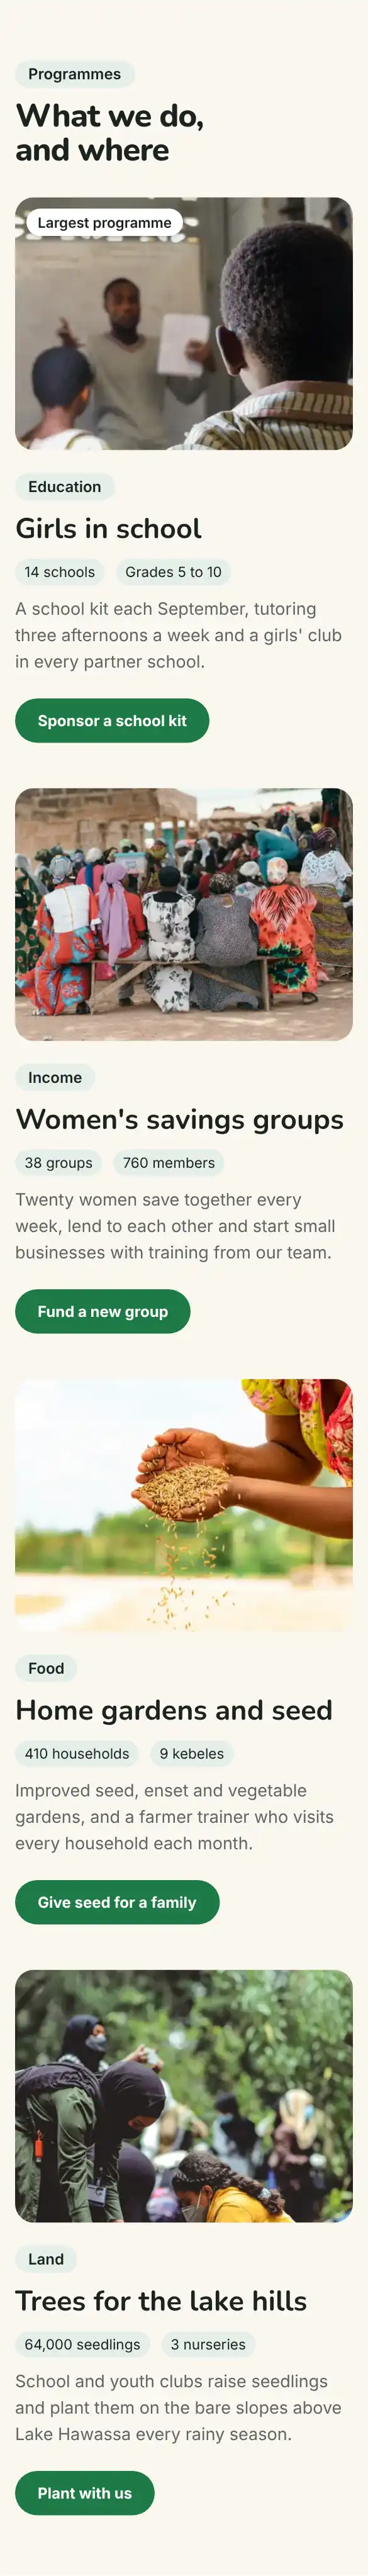 Programmes
What we do,
and where
Largest programme
Education
Girls in school
14 schools
Grades 5 to 10
A school kit each September, tutoring
three afternoons a week and a girls' club
in every partner school.
Sponsor a school kit
Income
Women's savings groups
38 groups
760 members
Twenty women save together every
week, lend to each other and start small
businesses with training from our team.
Fund a new group
Food
Home gardens and seed
410 households
9 kebeles
Improved seed, enset and vegetable
gardens, and a farmer trainer who visits
every household each month.
Give seed for a family
Land
Trees for the lake hills
64,000 seedlings
3 nurseries
School and youth clubs raise seedlings
and plant them on the bare slopes above
Lake Hawassa every rainy season.
Plant with us